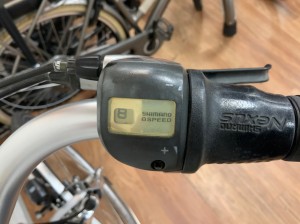 8
SHIMANO
8SPEED
+
-
NEXUS
SHIMANO